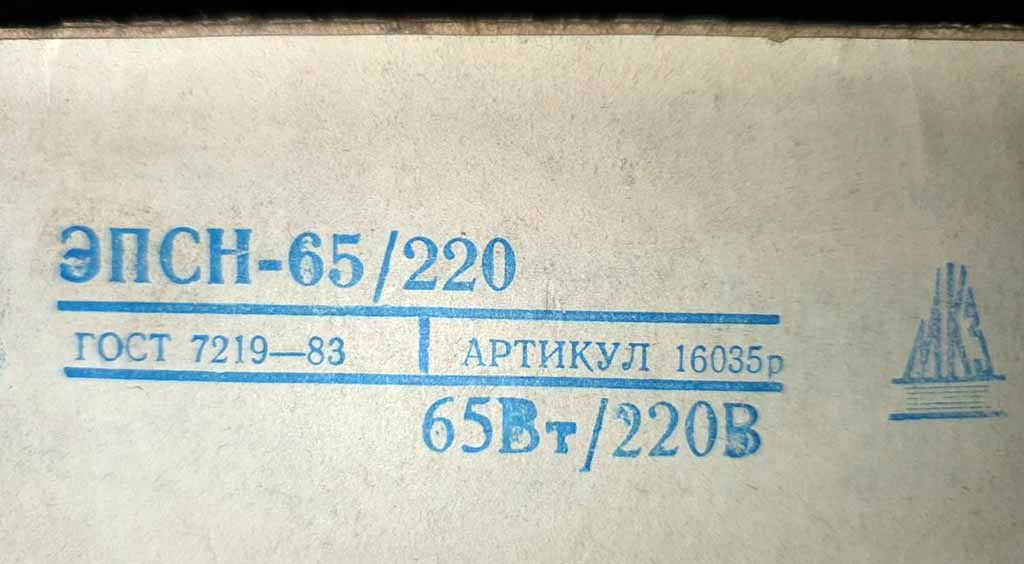 ЭПСН-65/220
ГОСТ 7219—83 АРТИКУЛ 16035р
65Вт/220В